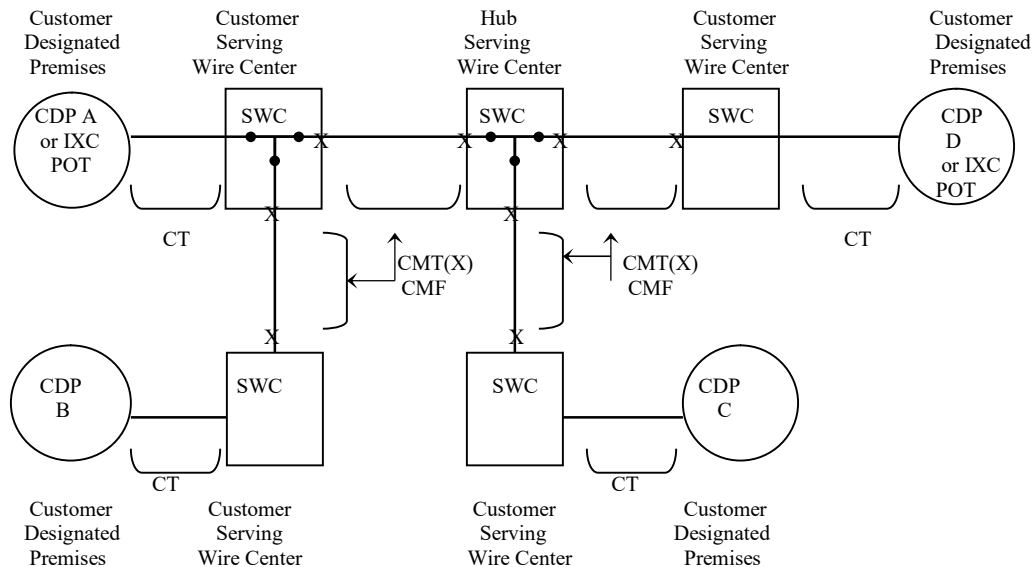 Customer Customer Hub Customer Customer
Designated Serving Serving Serving Designated
Premises Wire Center Wire Center Wire Center Premises
CDP A SWC SWC SWC CDP
or IXC X X X X D
POT or IXC
POT
X X
CT CT
CMT(X) CMT(X)
CMF CMF
X X
CDP SWC SWC CDP
B C
CT CT
Customer Customer Customer Customer
Designated Serving Serving Designated
Premises Wire Center Wire Center Premises